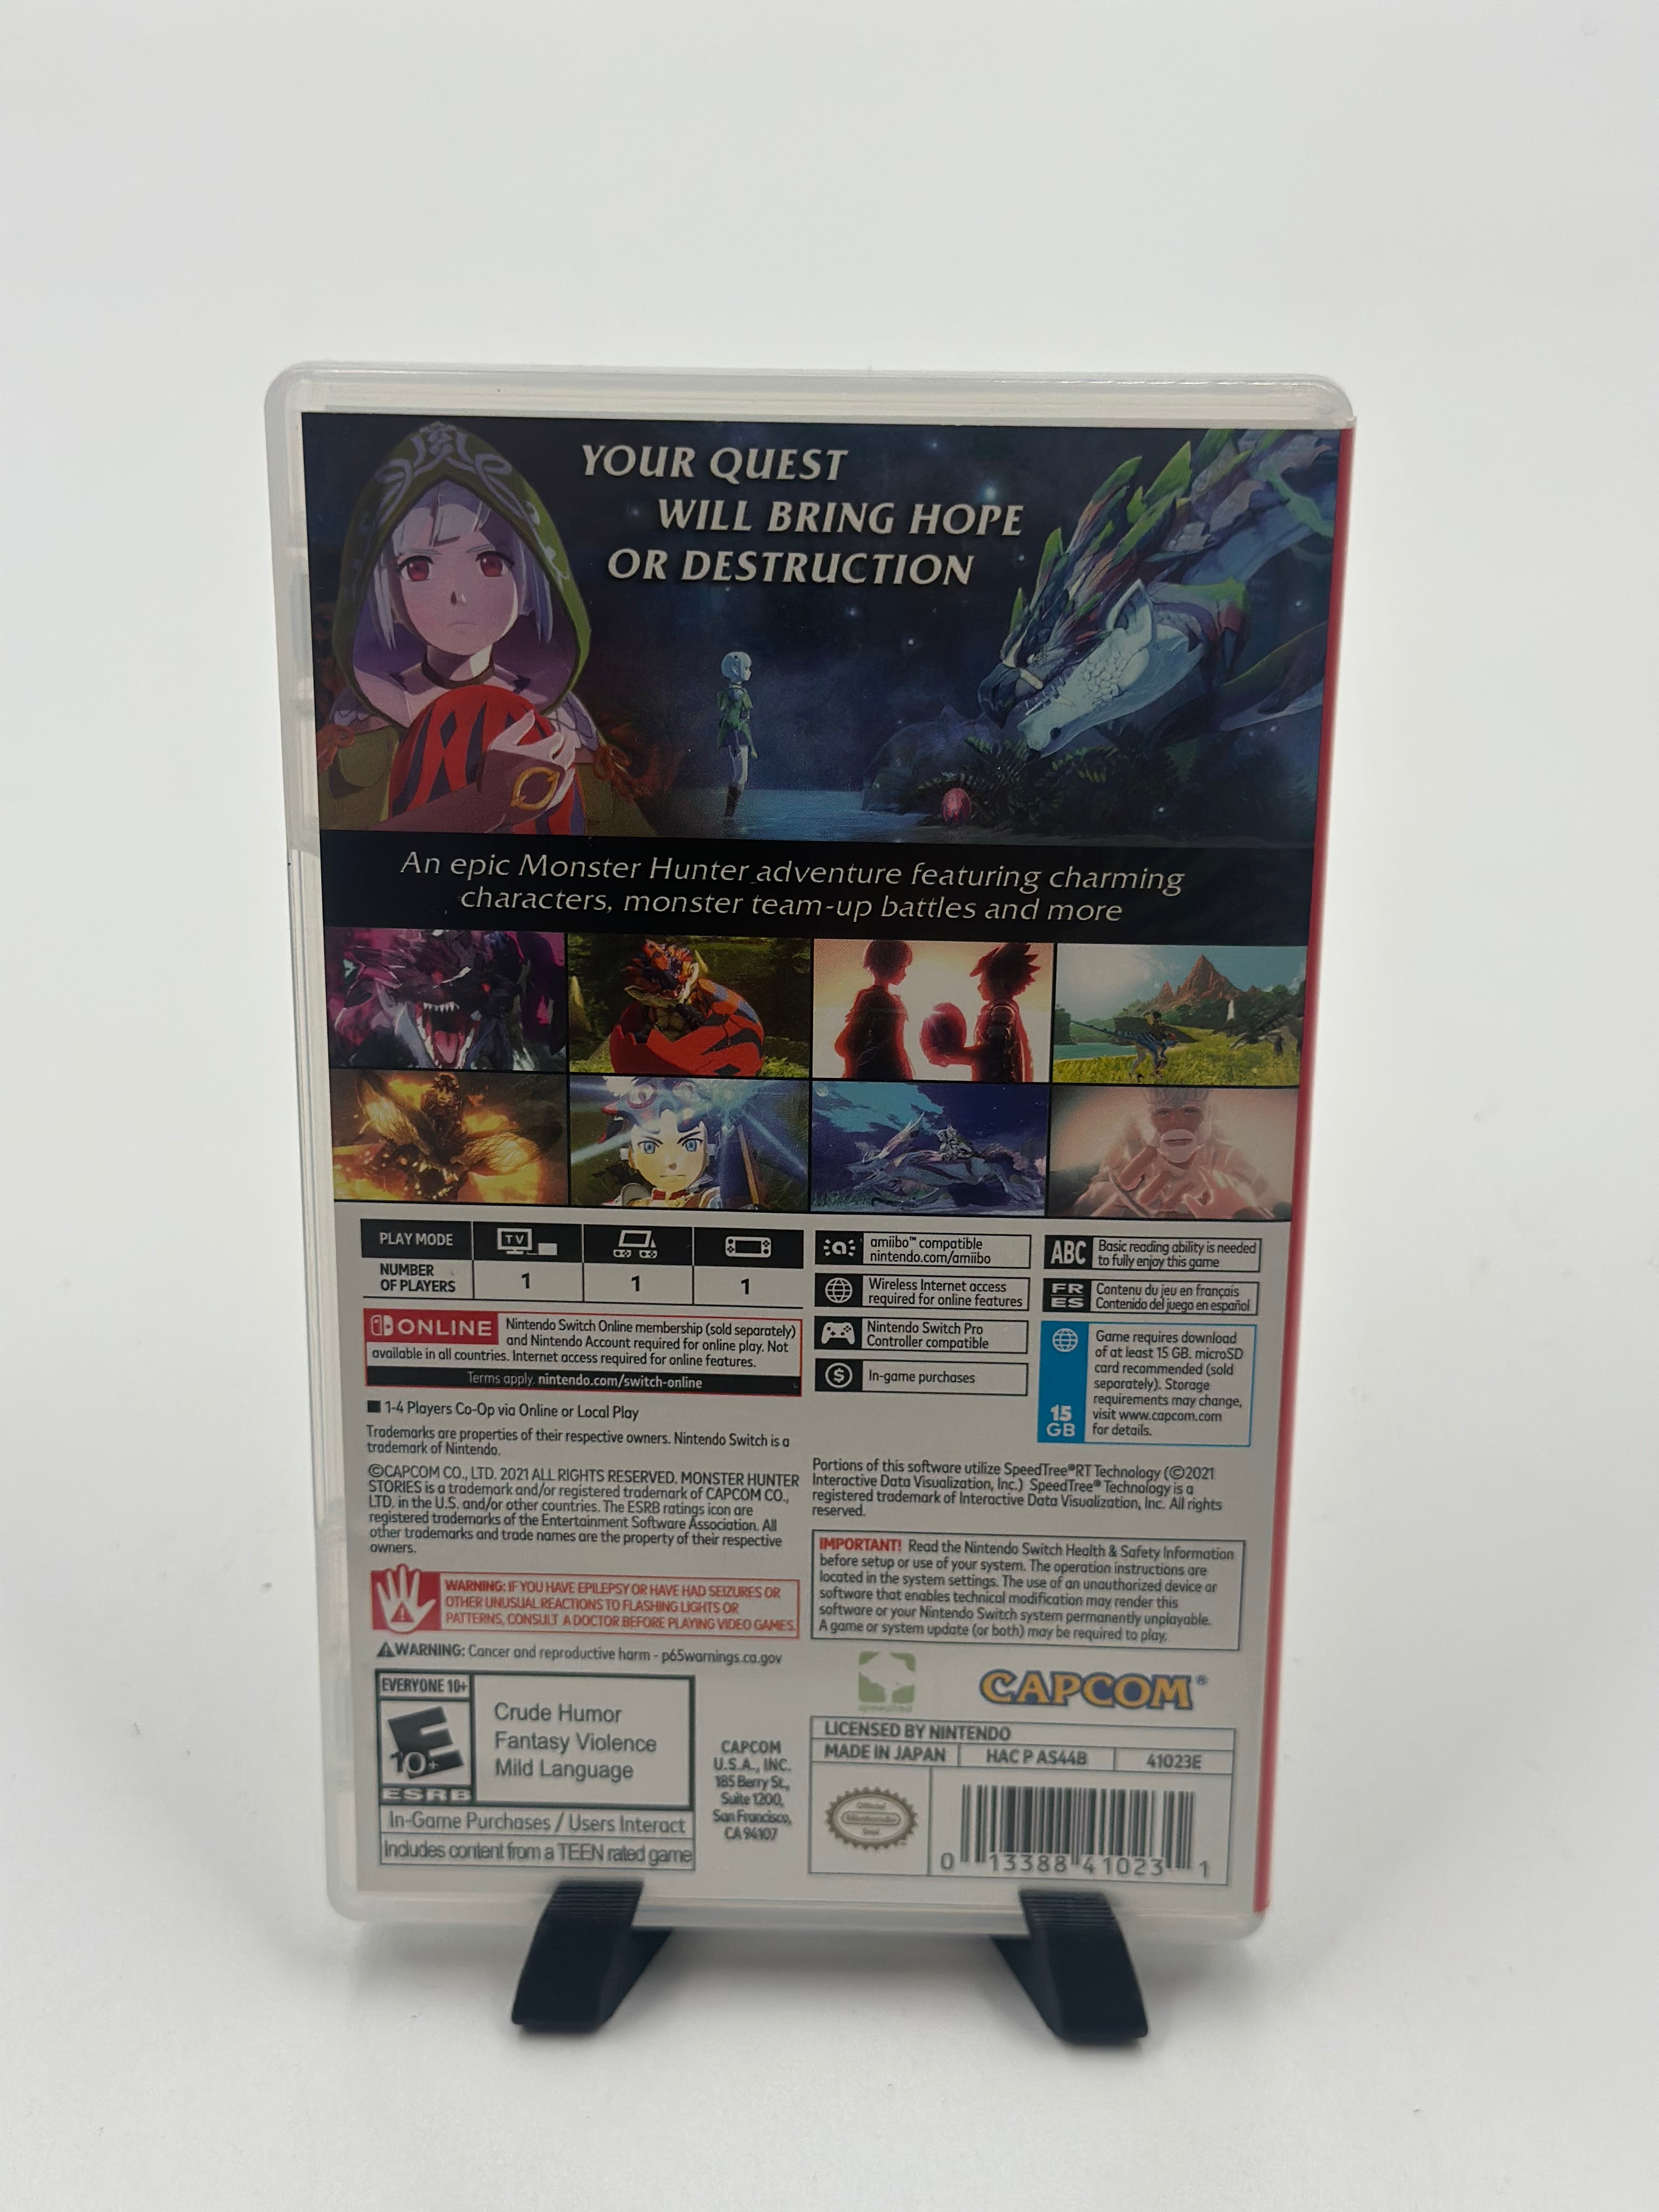 YOUR QUEST
WILL BRING HOPE
OR DESTRUCTION
An epic Monster Hunter adventure featuring charming
characters, monster team-up battles and more
PLAY MODE
TV
NUMBER
OF PLAYERS
1
1
1
ONLINE
Nintendo Switch Online membership (sold separately)
and Nintendo Account required for online play. Not
available in all countries. Internet access required for online features.
Terms apply. nintendo.com/switch-online
■ 1-4 Players Co-Op via Online or Local Play
Trademarks are properties of their respective owners. Nintendo Switch is a
trademark of Nintendo.
©CAPCOM CO., LTD. 2021 ALL RIGHTS RESERVED. MONSTER HUNTER
STORIES is a trademark and/or registered trademark of CAPCOM CO.,
LTD. in the U.S. and/or other countries. The ESRB ratings icon are
registered trademarks of the Entertainment Software Association. All
other trademarks and trade names are the property of their respective
owners.
WARNING: IF YOU HAVE EPILEPSY OR HAVE HAD SEIZURES OR
OTHER UNUSUAL REACTIONS TO FLASHING LIGHTS OR
PATTERNS, CONSULT A DOCTOR BEFORE PLAYING VIDEO GAMES.
⚠WARNING: Cancer and reproductive harm - p65warnings.ca.gov
EVERYONE 10+
E
10+
ESRB
Crude Humor
Fantasy Violence
Mild Language
In-Game Purchases / Users Interact
Includes content from a TEEN rated game
CAPCOM
U.S.A., INC.
185 Berry St.,
Suite 1200,
San Francisco,
CA 94107
amiibo™ compatible
nintendo.com/amiibo
Wireless Internet access
required for online features
Nintendo Switch Pro
Controller compatible
In-game purchases
ABC
Basic reading ability is needed
to fully enjoy this game
FR
ES
Contenu du jeu en français
Contenido del juego en español
15
GB
Game requires download
of at least 15 GB. microSD
card recommended (sold
separately). Storage
requirements may change,
visit www.capcom.com
for details.
Portions of this software utilize SpeedTree®RT Technology (©2021
Interactive Data Visualization, Inc.) SpeedTree® Technology is a
registered trademark of Interactive Data Visualization, Inc. All rights
reserved.
IMPORTANT! Read the Nintendo Switch Health & Safety Information
before setup or use of your system. The operation instructions are
located in the system settings. The use of an unauthorized device or
software that enables technical modification may render this
software or your Nintendo Switch system permanently unplayable.
A game or system update (or both) may be required to play.
speedtree
CAPCOM®
LICENSED BY NINTENDO
MADE IN JAPAN
HAC P AS44B
41023E
Official
Nintendo
Seal
0 13388 41023 1